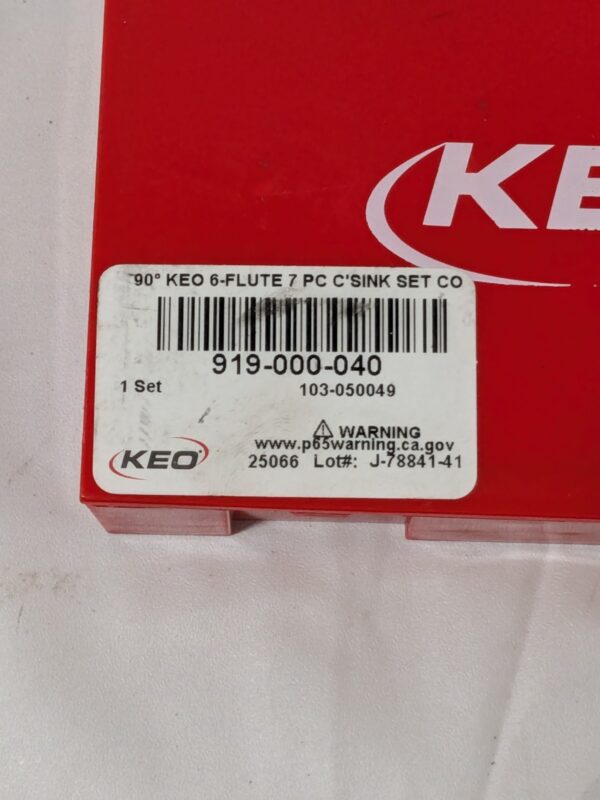 KE
90° KEO 6-FLUTE 7 PC C'SINK SET CO
919-000-040
1 Set 103-050049
⚠ WARNING
www.p65warning.ca.gov
KEO 25066 Lot#: J-78841-41